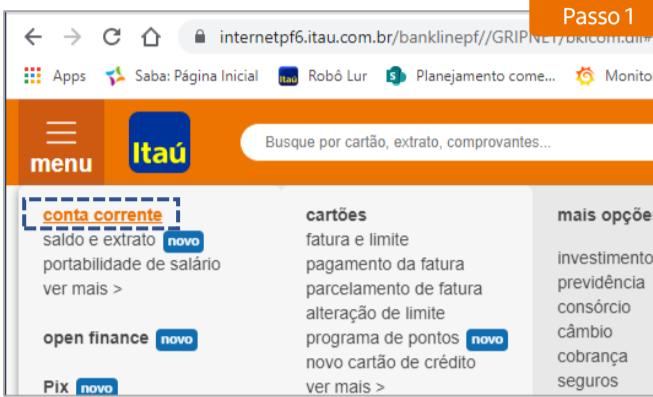 Passo 1
internetpf6.itau.com.br/banklinepf//GRIPNET/bklcom.dll#
Apps Saba: Página Inicial Itaú Robô Lur Planejamento come... Monito
menu Itaú Busque por cartão, extrato, comprovantes...
conta corrente
saldo e extrato novo
portabilidade de salário
ver mais >
open finance novo
Pix novo
cartões
fatura e limite
pagamento da fatura
parcelamento de fatura
alteração de limite
programa de pontos novo
novo cartão de crédito
ver mais >
mais opçõe
investimento
previdência
consórcio
câmbio
cobrança
seguros